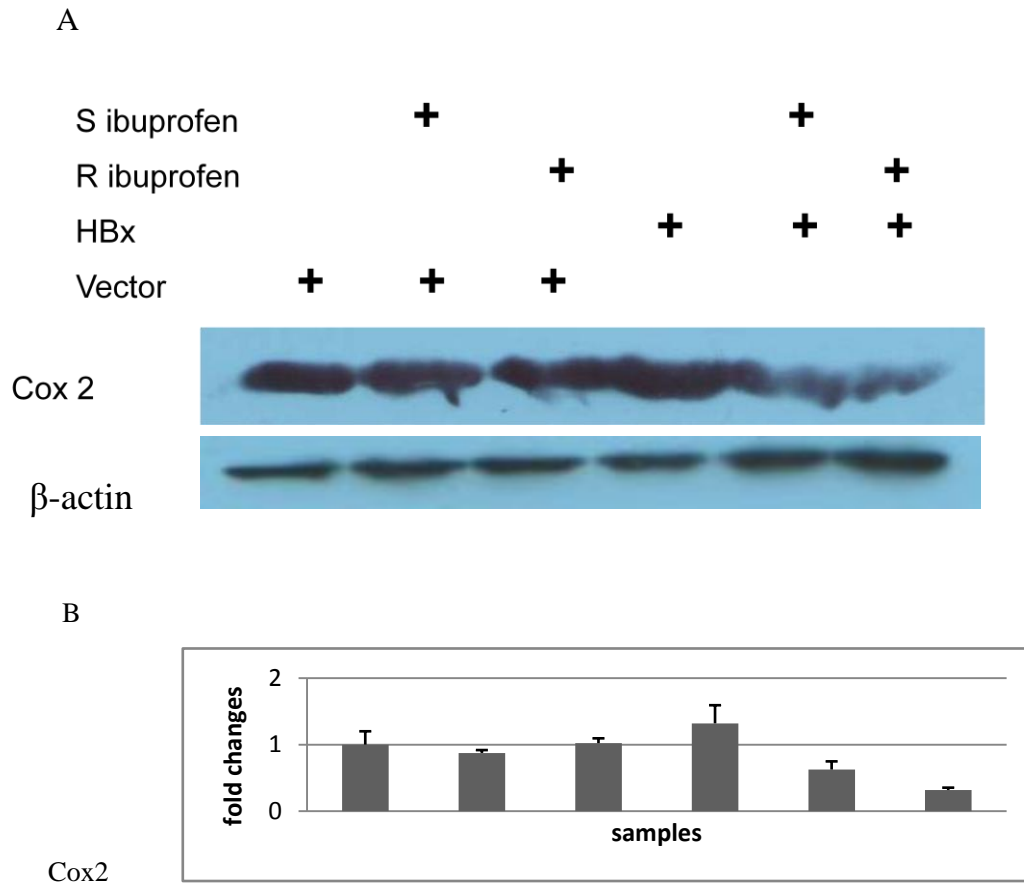 A
S ibuprofen + +
R ibuprofen + +
HBx + + +
Vector + + +
Cox 2
β-actin
B
2
1
0
fold changes
samples
Cox2